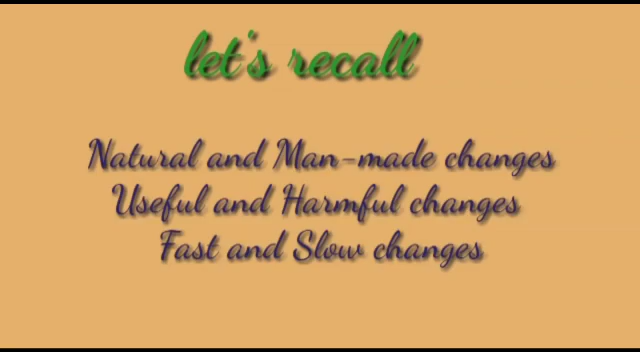 let's recall
Natural and Man-made changes
Useful and Harmful changes
Fast and Slow changes